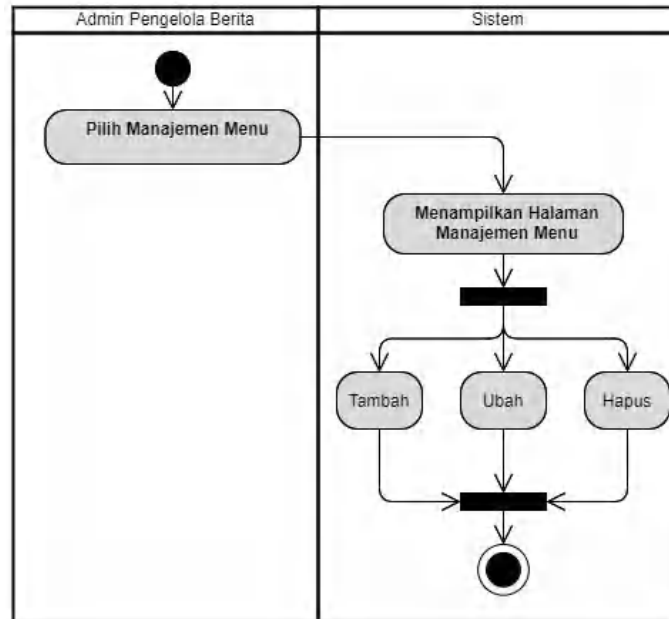 Admin Pengelola Berita
Sistem
Pilih Manajemen Menu
Menampilkan Halaman
Manajemen Menu
Tambah
Ubah
Hapus